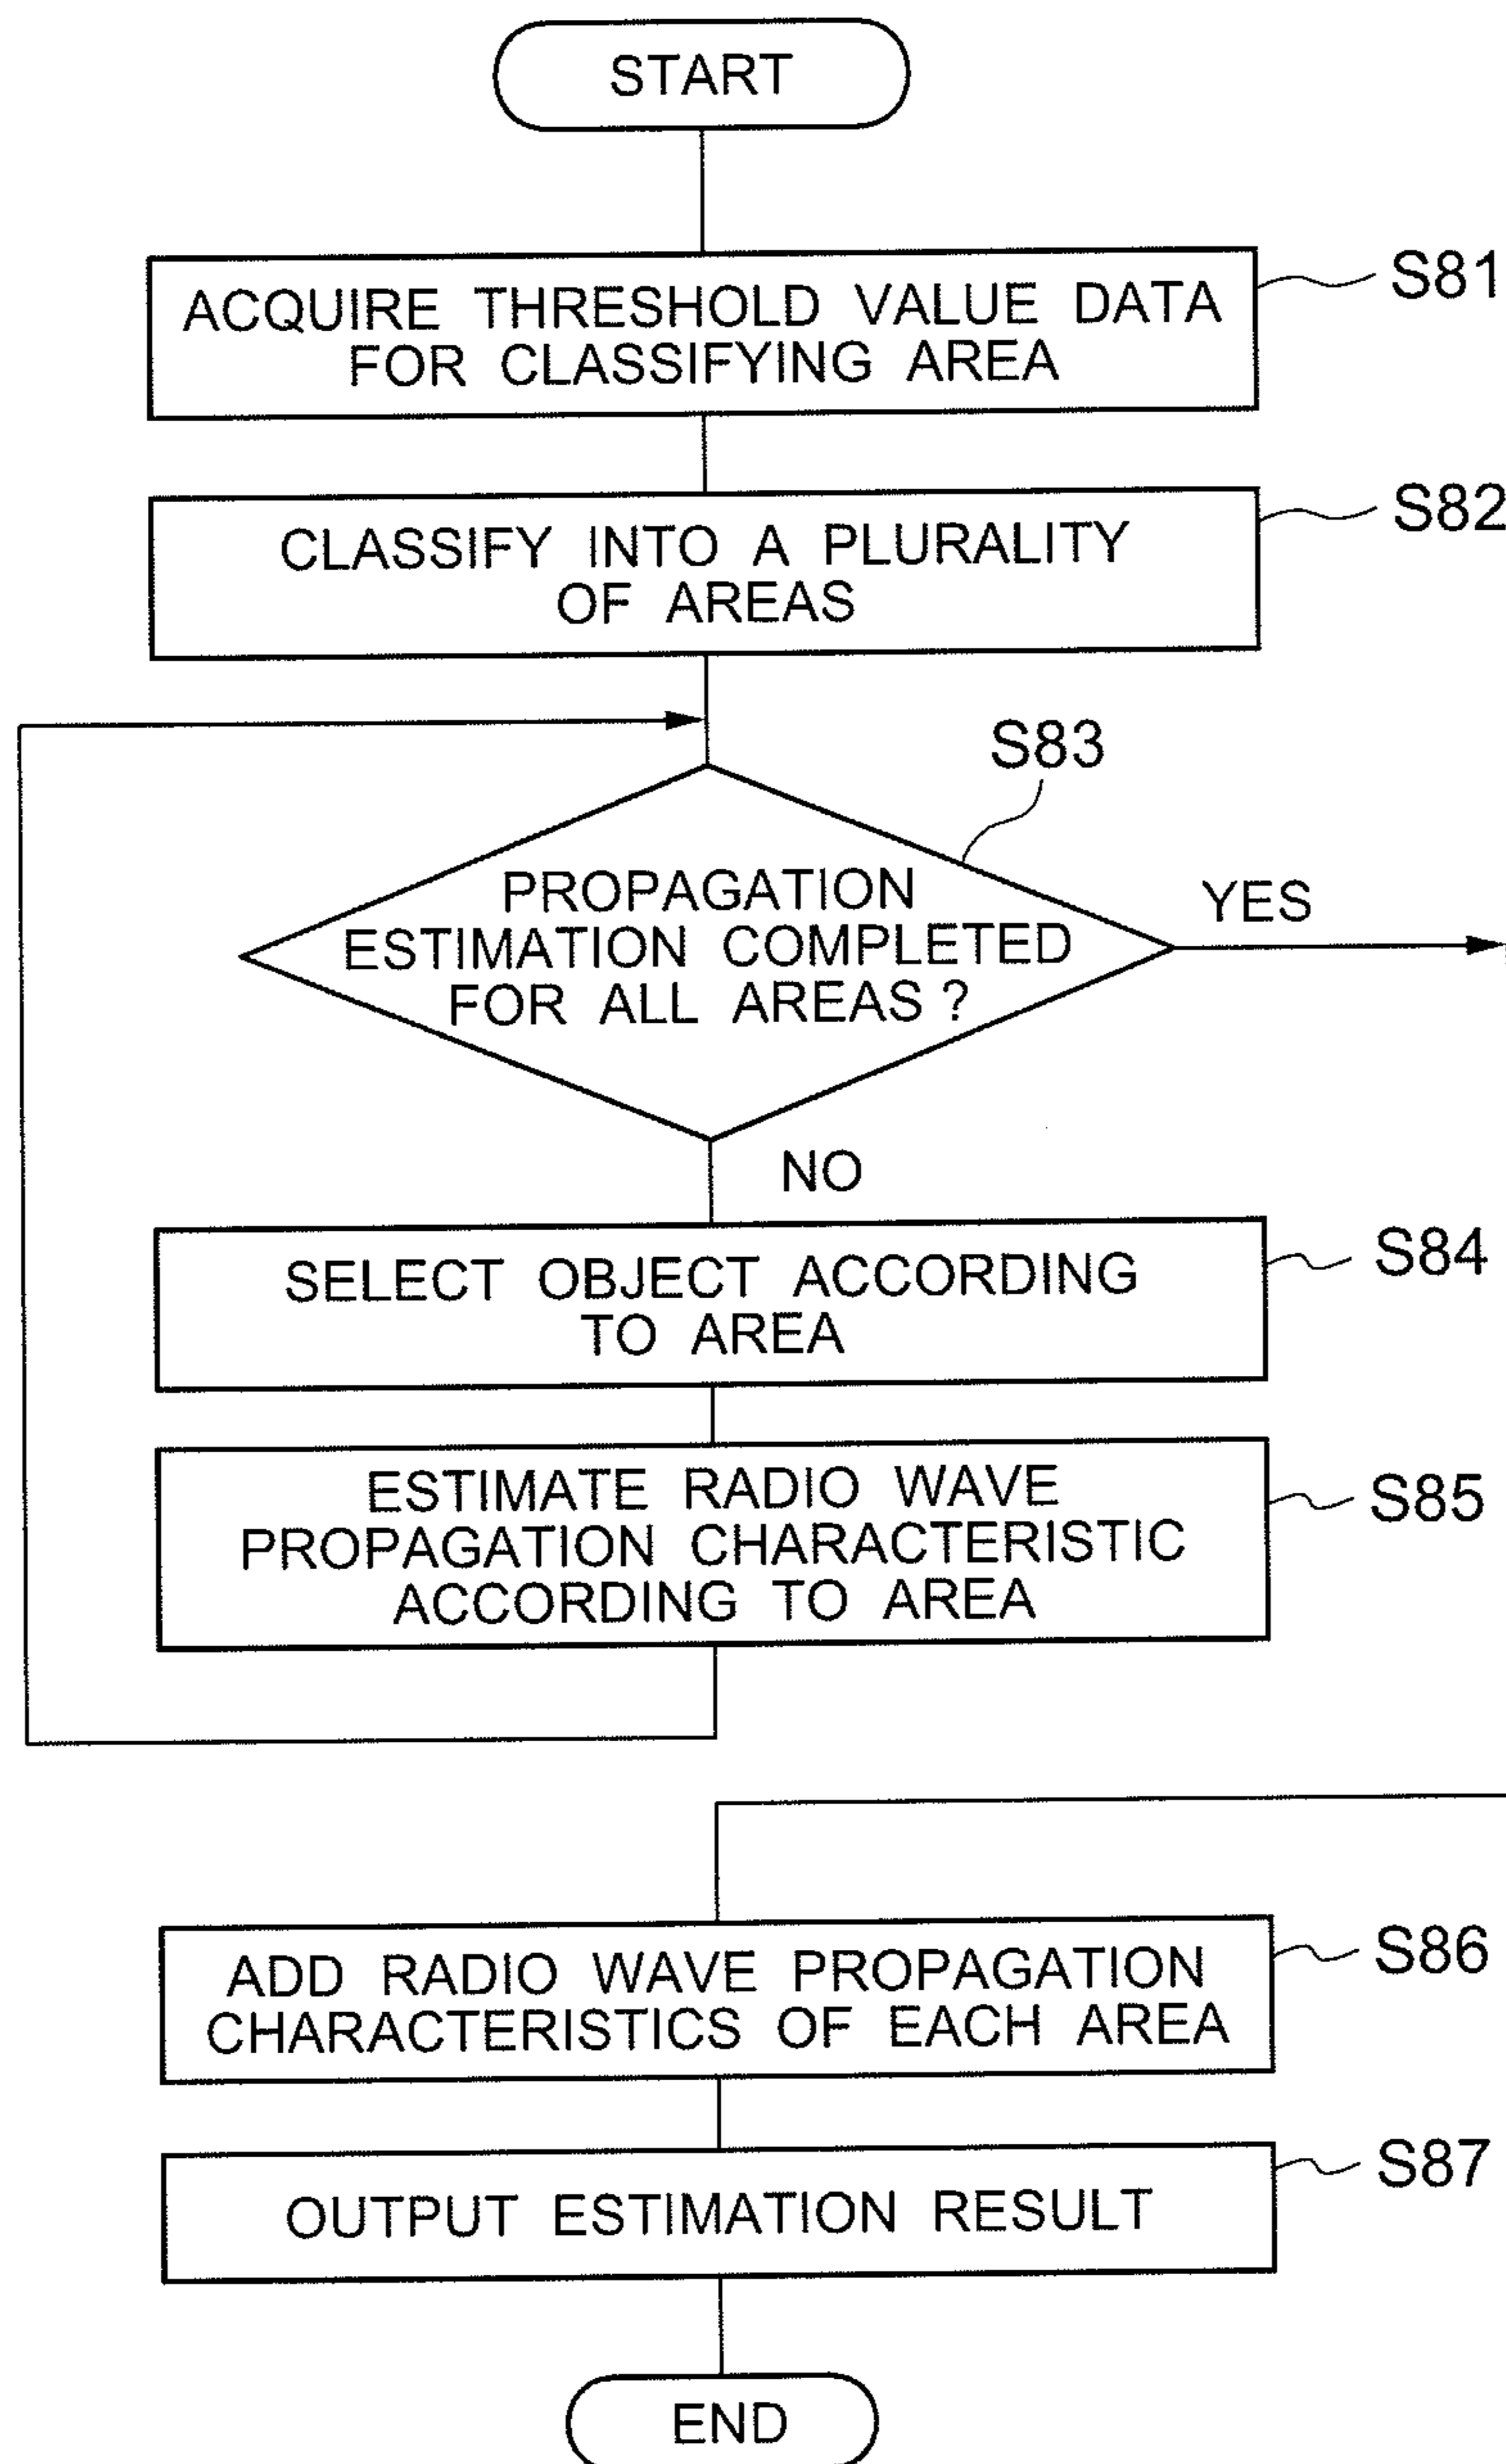 START
ACQUIRE THRESHOLD VALUE DATA
FOR CLASSIFYING AREA
S81
CLASSIFY INTO A PLURALITY
OF AREAS
S82
S83
PROPAGATION
ESTIMATION COMPLETED
FOR ALL AREAS ?
YES
NO
SELECT OBJECT ACCORDING
TO AREA
S84
ESTIMATE RADIO WAVE
PROPAGATION CHARACTERISTIC
ACCORDING TO AREA
S85
ADD RADIO WAVE PROPAGATION
CHARACTERISTICS OF EACH AREA
S86
OUTPUT ESTIMATION RESULT
S87
END